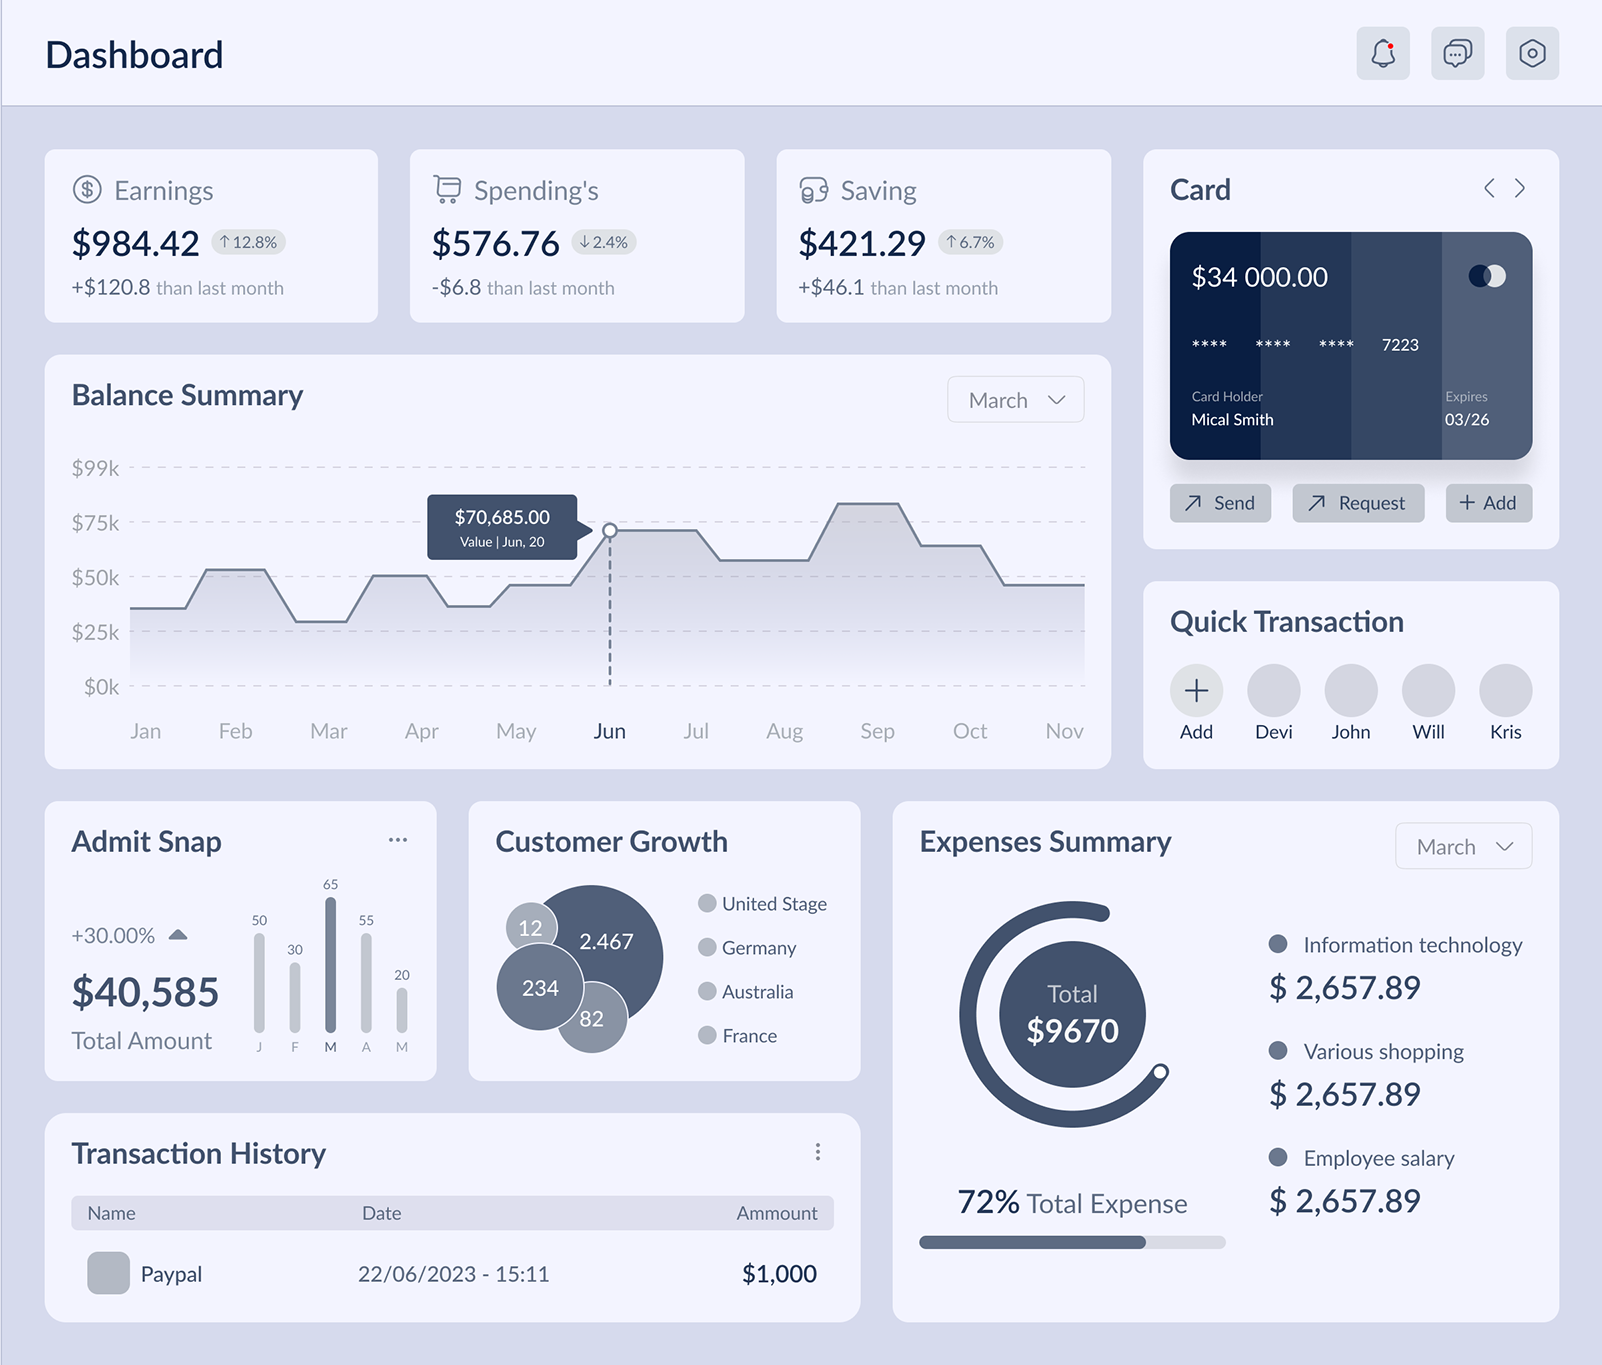 Dashboard
Earnings
$984.42 ↑12.8%
+$120.8 than last month
Spending's
$576.76 ↓2.4%
-$6.8 than last month
Saving
$421.29 ↑6.7%
+$46.1 than last month
Card
$34 000.00
**** **** **** 7223
Card Holder
Mical Smith
Expires
03/26
Send
Request
+ Add
Balance Summary
March
$99k
$75k
$50k
$25k
$0k
$70,685.00
Value | Jun, 20
Jan Feb Mar Apr May Jun Jul Aug Sep Oct Nov
Quick Transaction
Add Devi John Will Kris
Admit Snap
+30.00%
$40,585
Total Amount
50 30 65 55 20
J F M A M
Customer Growth
12
2.467
234
82
United Stage
Germany
Australia
France
Expenses Summary
March
Total
$9670
72% Total Expense
Information technology
$ 2,657.89
Various shopping
$ 2,657.89
Employee salary
$ 2,657.89
Transaction History
Name Date Ammount
Paypal 22/06/2023 - 15:11 $1,000